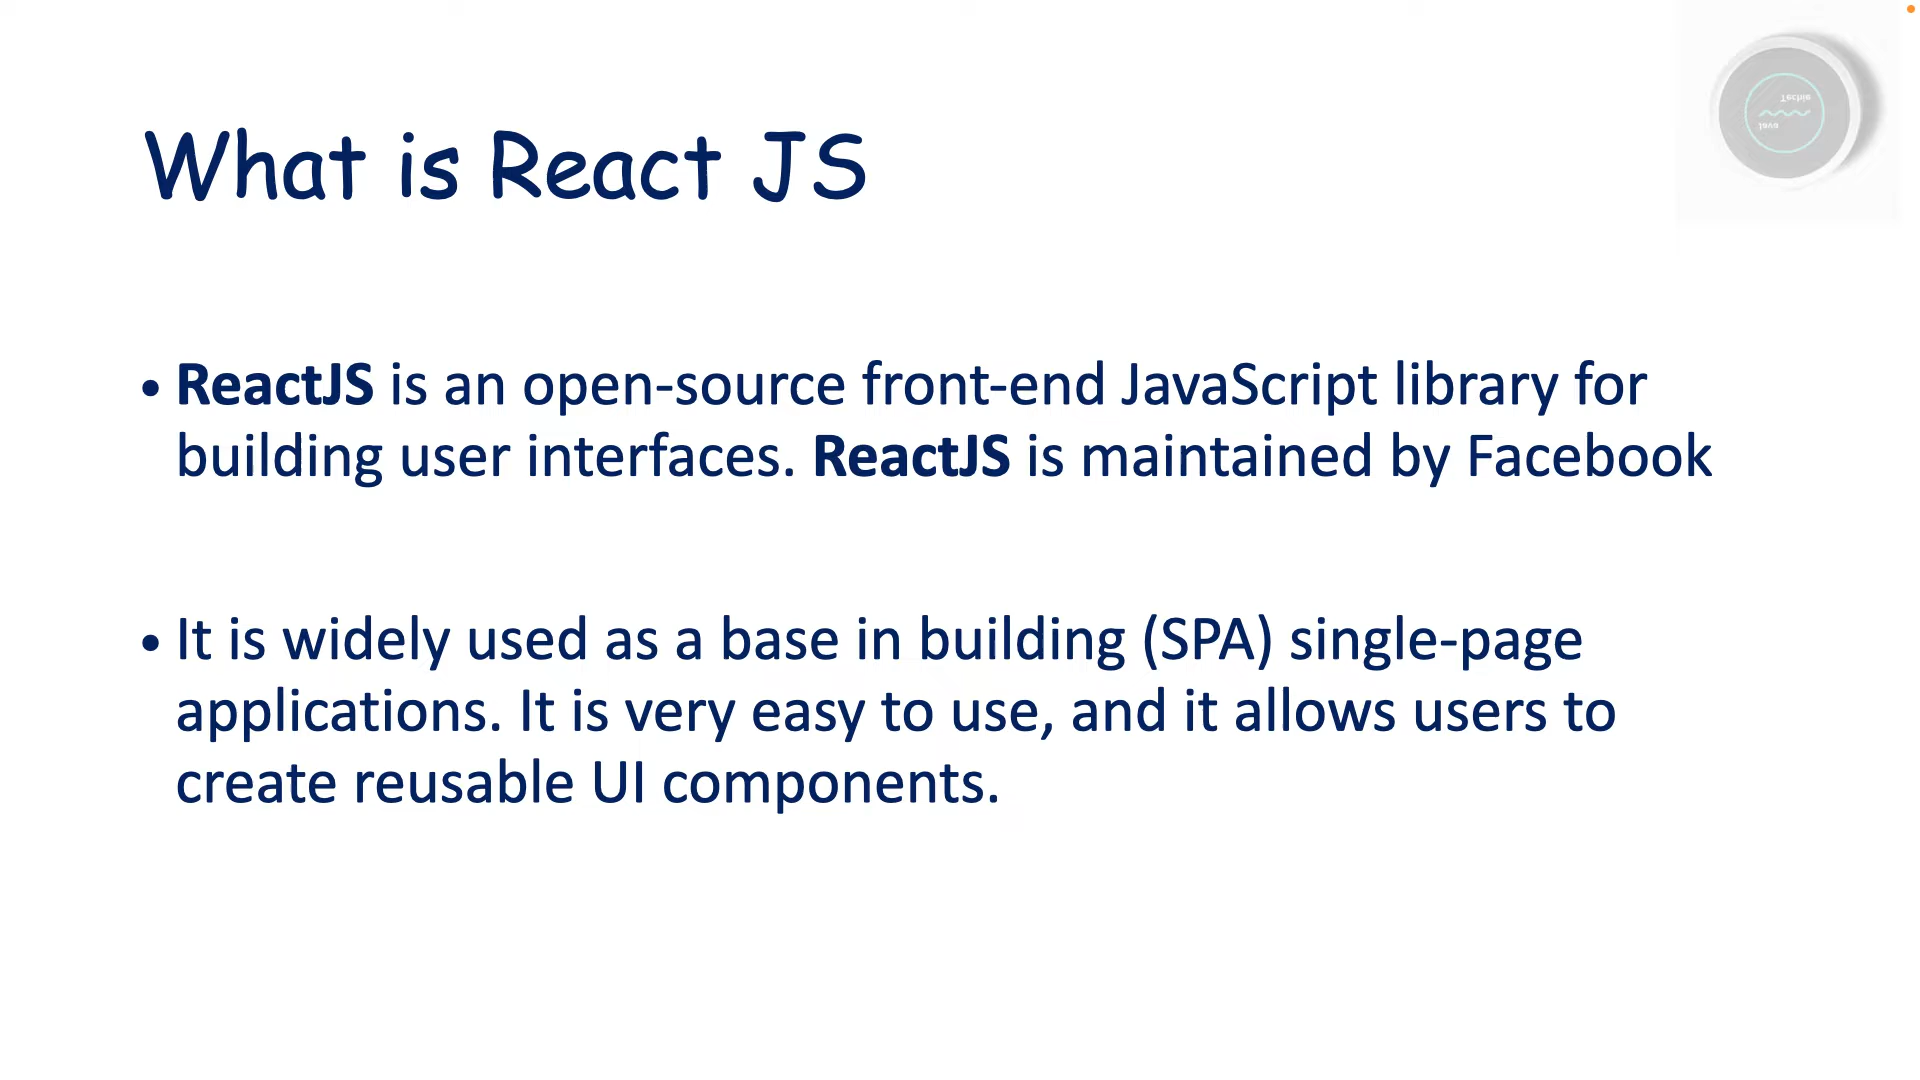 What is React JS
• ReactJS is an open-source front-end JavaScript library for
building user interfaces. ReactJS is maintained by Facebook
• It is widely used as a base in building (SPA) single-page
applications. It is very easy to use, and it allows users to
create reusable UI components.
Techie
Java